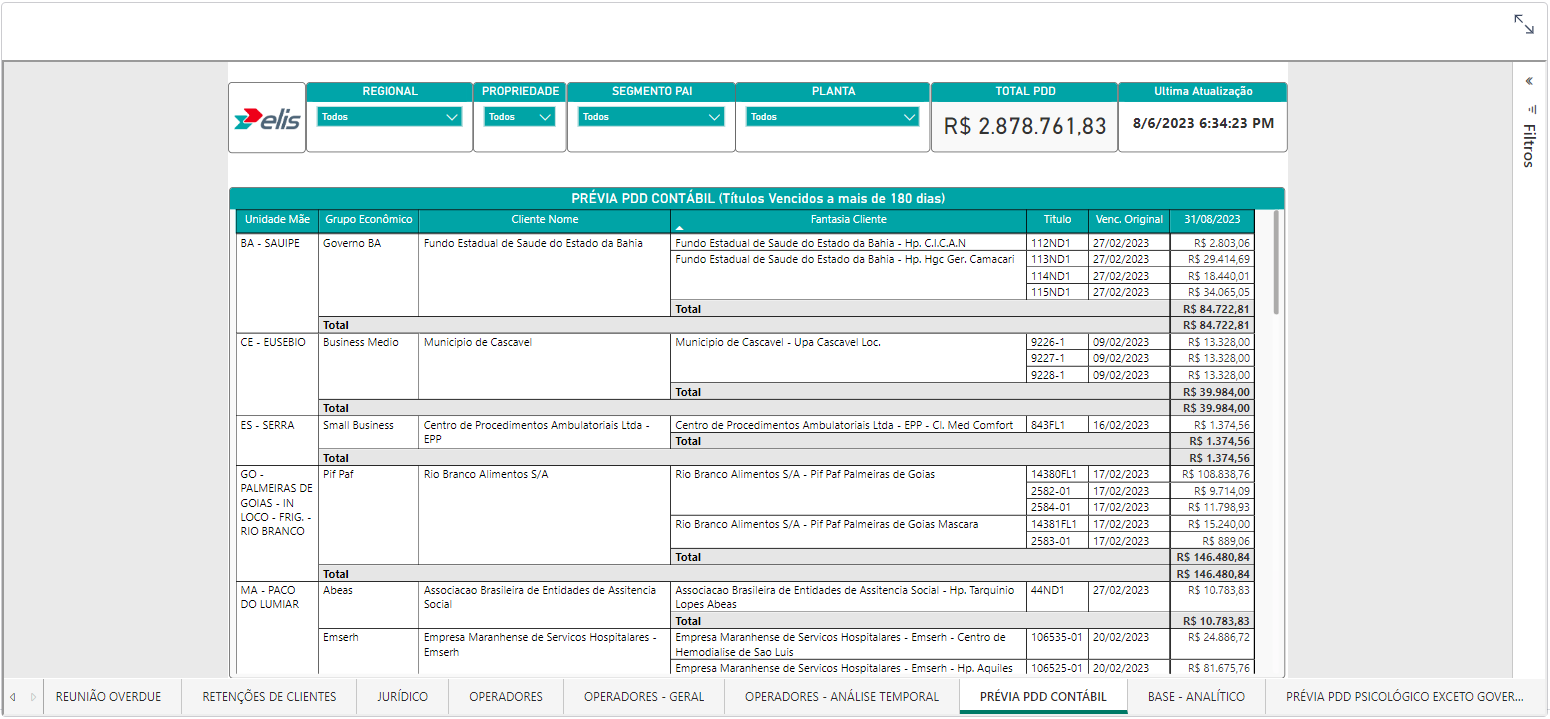 REGIONAL PROPRIEDADE SEGMENTO PAI PLANTA TOTAL PDD Ultima Atualização
elis Todos Todos Todos Todos R$ 2.878.761,83 8/6/2023 6:34:23 PM
Filtros
PRÉVIA PDD CONTÁBIL (Títulos Vencidos a mais de 180 dias)
Unidade Mãe Grupo Econômico Cliente Nome Fantasia Cliente Titulo Venc. Original 31/08/2023
BA - SAUIPE Governo BA Fundo Estadual de Saude do Estado da Bahia Fundo Estadual de Saude do Estado da Bahia - Hp. C.I.C.A.N 112ND1 27/02/2023 R$ 2.803,06
Fundo Estadual de Saude do Estado da Bahia - Hp. Hgc Ger. Camacari 113ND1 27/02/2023 R$ 29.414,69
114ND1 27/02/2023 R$ 18.440,01
115ND1 27/02/2023 R$ 34.065,05
Total R$ 84.722,81
Total R$ 84.722,81
CE - EUSEBIO Business Medio Municipio de Cascavel Municipio de Cascavel - Upa Cascavel Loc. 9226-1 09/02/2023 R$ 13.328,00
9227-1 09/02/2023 R$ 13.328,00
9228-1 09/02/2023 R$ 13.328,00
Total R$ 39.984,00
Total R$ 39.984,00
ES - SERRA Small Business Centro de Procedimentos Ambulatoriais Ltda - Centro de Procedimentos Ambulatoriais Ltda - EPP - Cl. Med Comfort 843FL1 16/02/2023 R$ 1.374,56
EPP Total R$ 1.374,56
Total R$ 1.374,56
GO - Pif Paf Rio Branco Alimentos S/A Rio Branco Alimentos S/A - Pif Paf Palmeiras de Goias 14380FL1 17/02/2023 R$ 108.838,76
PALMEIRAS DE 2582-01 17/02/2023 R$ 9.714,09
GOIAS - IN 2584-01 17/02/2023 R$ 11.798,93
LOCO - FRIG. - Rio Branco Alimentos S/A - Pif Paf Palmeiras de Goias Mascara 14381FL1 17/02/2023 R$ 15.240,00
RIO BRANCO 2583-01 17/02/2023 R$ 889,06
Total R$ 146.480,84
Total R$ 146.480,84
MA - PACO Abeas Associacao Brasileira de Entidades de Assitencia Associacao Brasileira de Entidades de Assitencia Social - Hp. Tarquinio 44ND1 27/02/2023 R$ 10.783,83
DO LUMIAR Social Lopes Abeas
Total R$ 10.783,83
Emserh Empresa Maranhense de Servicos Hospitalares - Empresa Maranhense de Servicos Hospitalares - Emserh - Centro de 106535-01 20/02/2023 R$ 24.886,72
Emserh Hemodialise de Sao Luis
Empresa Maranhense de Servicos Hospitalares - Emserh - Hp. Aquiles 106525-01 20/02/2023 R$ 81.675,76
REUNIÃO OVERDUE RETENÇÕES DE CLIENTES JURÍDICO OPERADORES OPERADORES - GERAL OPERADORES - ANÁLISE TEMPORAL PRÉVIA PDD CONTÁBIL BASE - ANALÍTICO PRÉVIA PDD PSICOLÓGICO EXCETO GOVER...